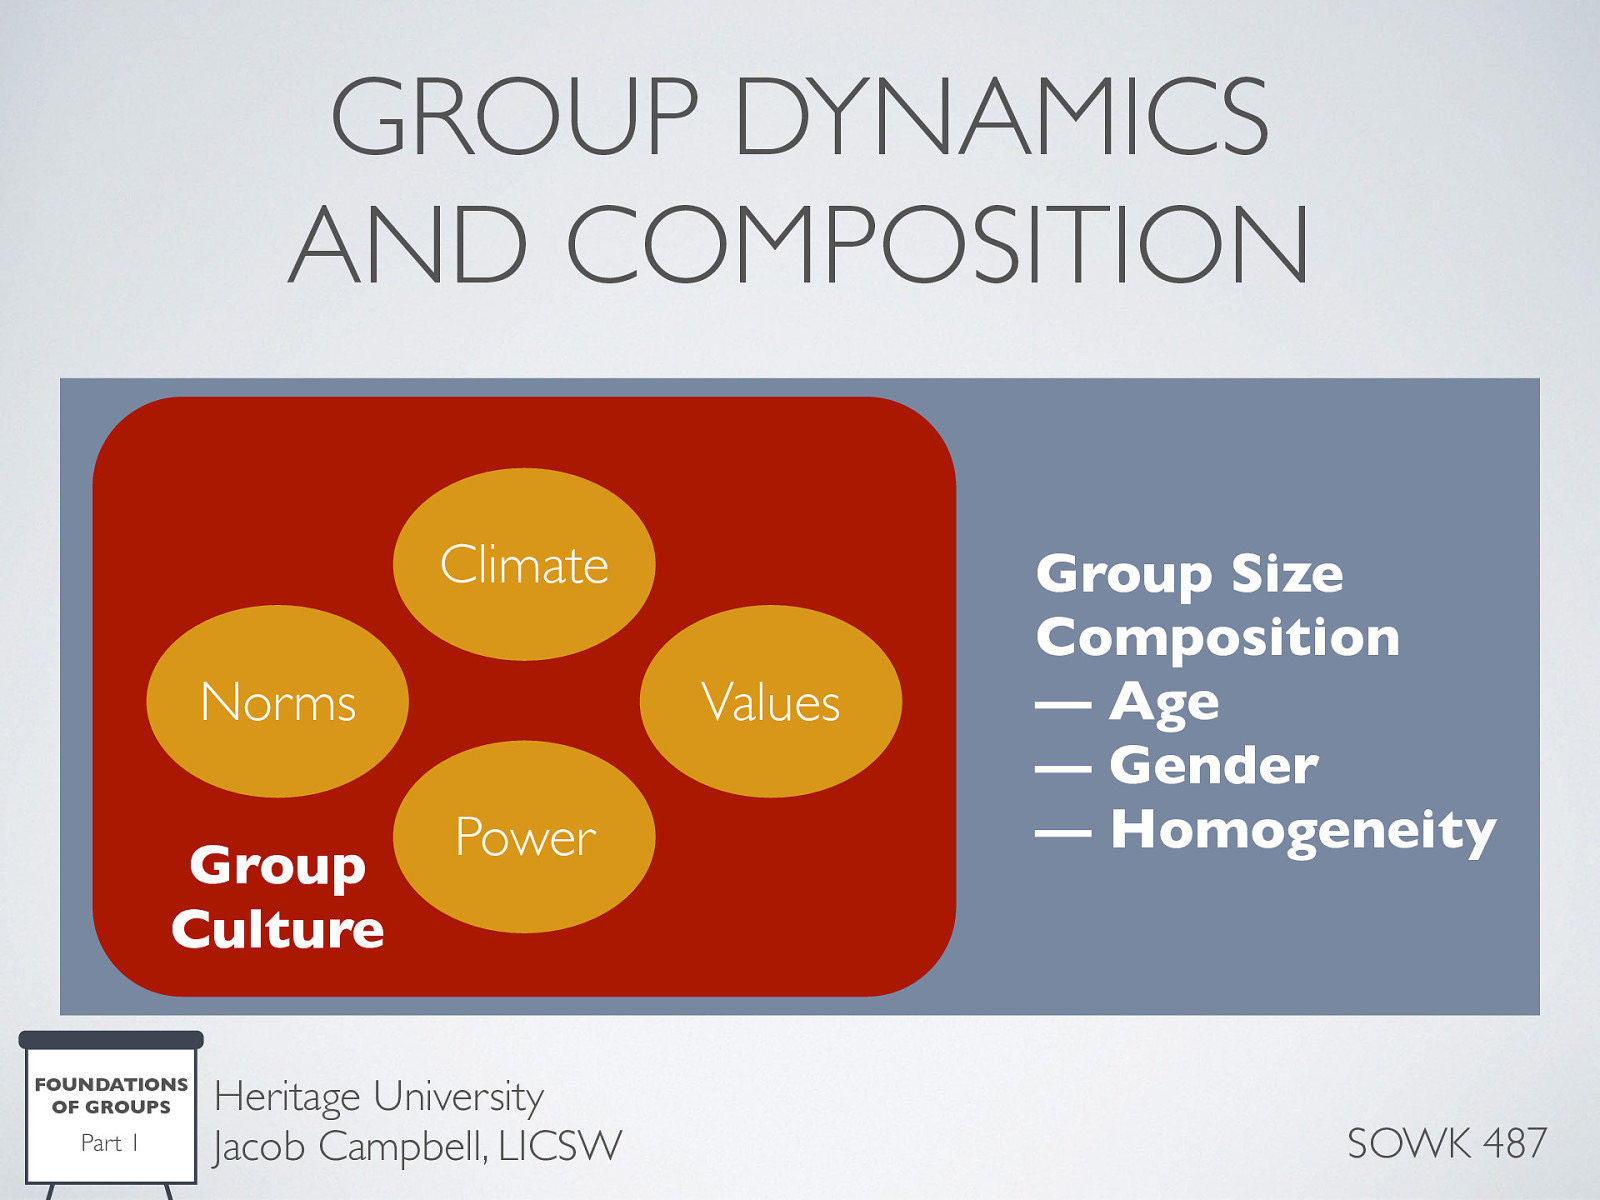 GROUP DYNAMICS
AND COMPOSITION
Climate
Norms
Values
Power
Group
Culture
Group Size
Composition
— Age
— Gender
— Homogeneity
FOUNDATIONS
OF GROUPS
Part 1
Heritage University
Jacob Campbell, LICSW
SOWK 487